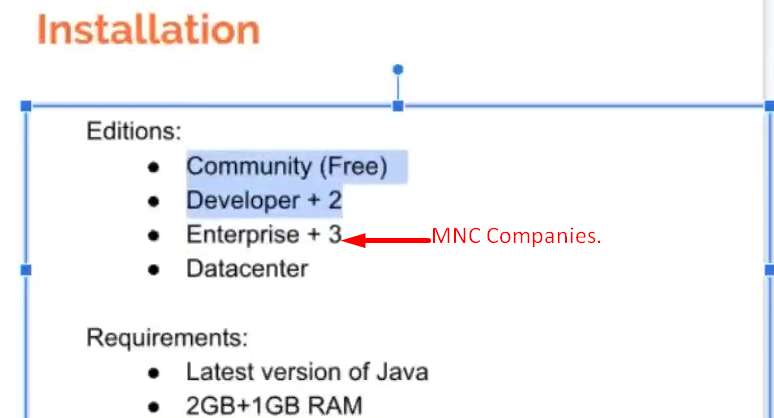 Installation
Editions:
● Community (Free)
● Developer + 2
● Enterprise + 3 MNC Companies.
● Datacenter
Requirements:
● Latest version of Java
● 2GB+1GB RAM